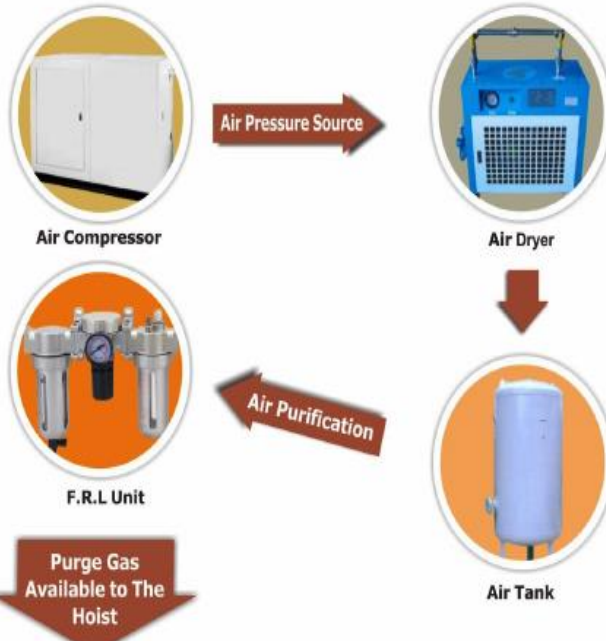 Air Pressure Source
Air Compressor
Air Dryer
Air Purification
F.R.L Unit
Air Tank
Purge Gas
Available to The
Hoist